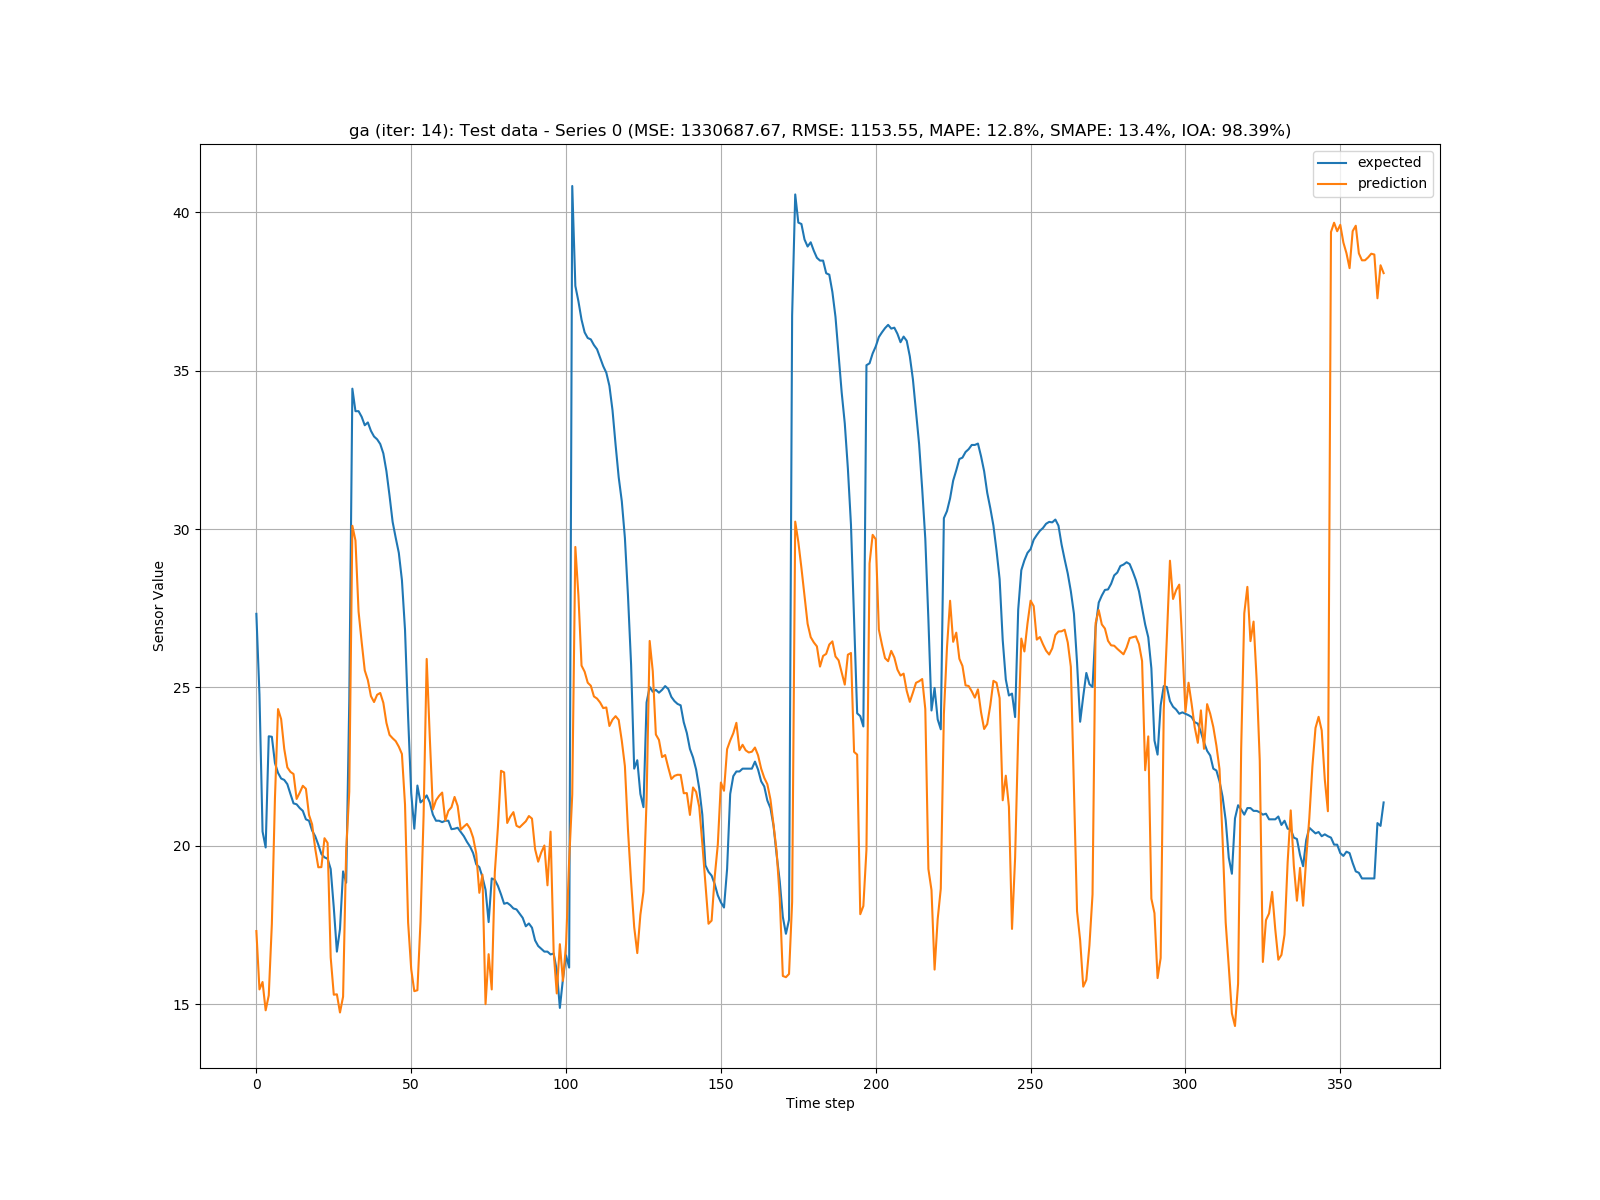 ga (iter: 14): Test data - Series 0 (MSE: 1330687.67, RMSE: 1153.55, MAPE: 12.8%, SMAPE: 13.4%, IOA: 98.39%)
expected
prediction
40
35
30
25
20
15
Sensor Value
0 50 100 150 200 250 300 350
Time step